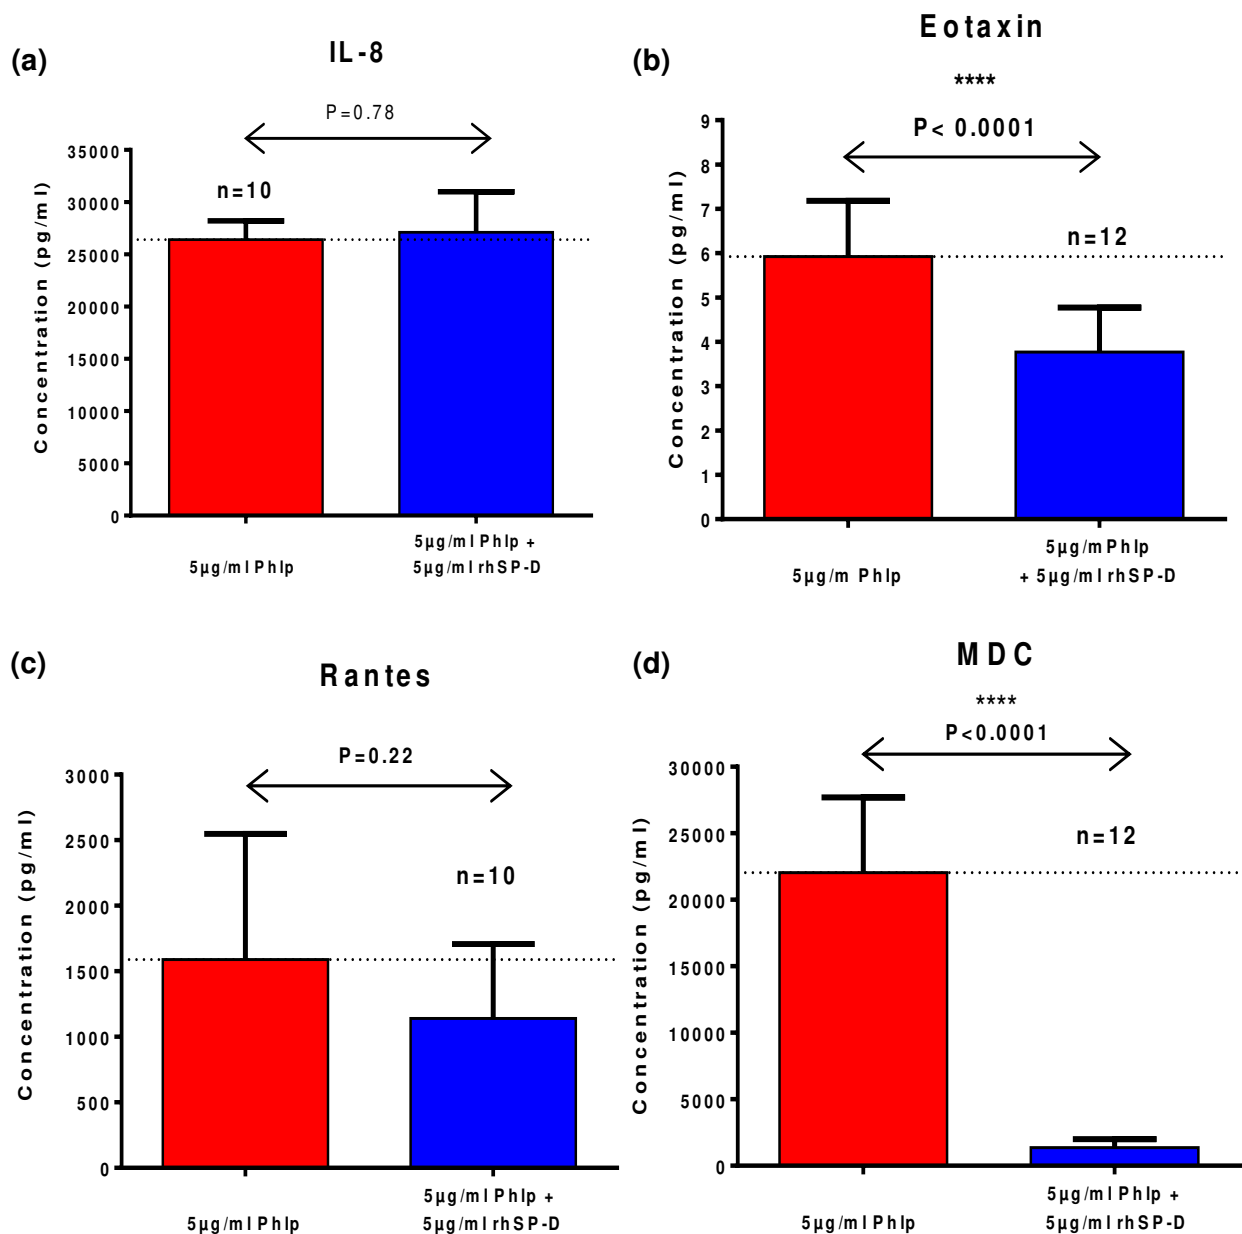 (a)
IL-8
P=0.78
n=10
Concentration (pg/ml)
35000
30000
25000
20000
15000
10000
5000
0
5µg/ml Phlp
5µg/ml Phlp +
5µg/ml rhSP-D
(b)
Eotaxin
****
P< 0.0001
n=12
Concentration (pg/ml)
9
8
7
6
5
4
3
2
1
0
5µg/m Phlp
5µg/mPhlp
+ 5µg/ml rhSP-D
(c)
Rantes
P=0.22
n=10
Concentration (pg/ml)
3000
2500
2000
1500
1000
500
0
5µg/ml Phlp
5µg/ml Phlp +
5µg/ml rhSP-D
(d)
MDC
****
P<0.0001
n=12
Concentration (pg/ml)
30000
25000
20000
15000
10000
5000
0
5µg/ml Phlp
5µg/ml Phlp +
5µg/ml rhSP-D